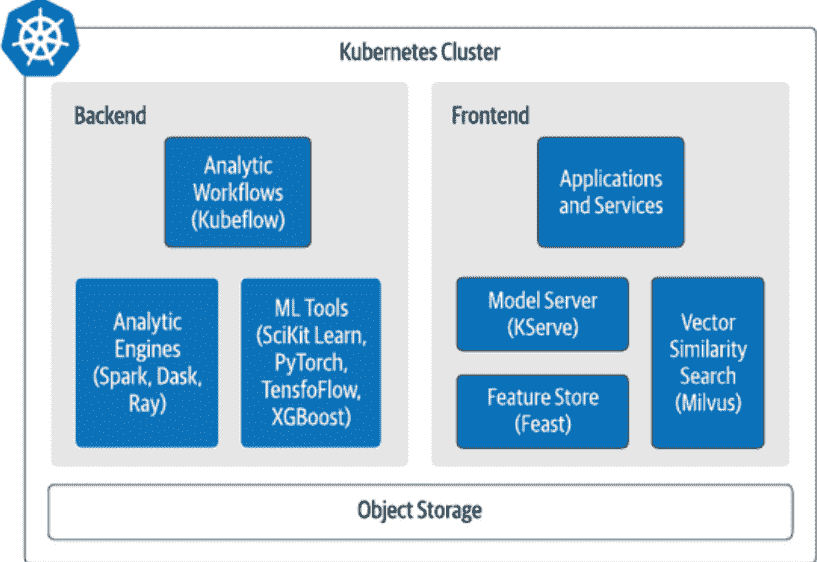 Kubernetes Cluster
Backend
Analytic
Workflows
(Kubeflow)
Analytic
Engines
(Spark, Dask,
Ray)
ML Tools
(SciKit Learn,
PyTorch,
TensfoFlow,
XGBoost)
Frontend
Applications
and Services
Model Server
(KServe)
Feature Store
(Feast)
Vector
Similarity
Search
(Milvus)
Object Storage